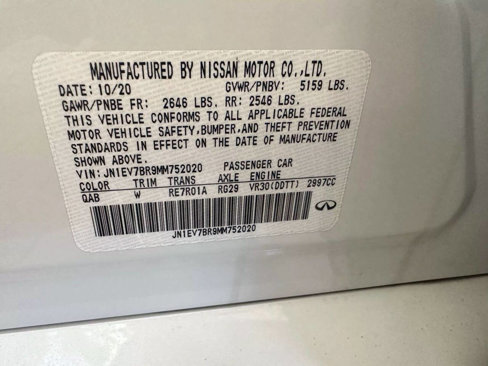 MANUFACTURED BY NISSAN MOTOR CO.,LTD.
DATE: 10/20 GVWR/PNBV: 5159 LBS.
GAWR/PNBE FR: 2646 LBS. RR: 2546 LBS.
THIS VEHICLE CONFORMS TO ALL APPLICABLE FEDERAL
MOTOR VEHICLE SAFETY,BUMPER,AND THEFT PREVENTION
STANDARDS IN EFFECT ON THE DATE OF MANUFACTURE
SHOWN ABOVE.
VIN: JN1EV7BR9MM752020 PASSENGER CAR
COLOR TRIM TRANS AXLE ENGINE
QAB W RE7R01A RG29 VR30(DDTT) 2997CC
JN1EV7BR9MM752020